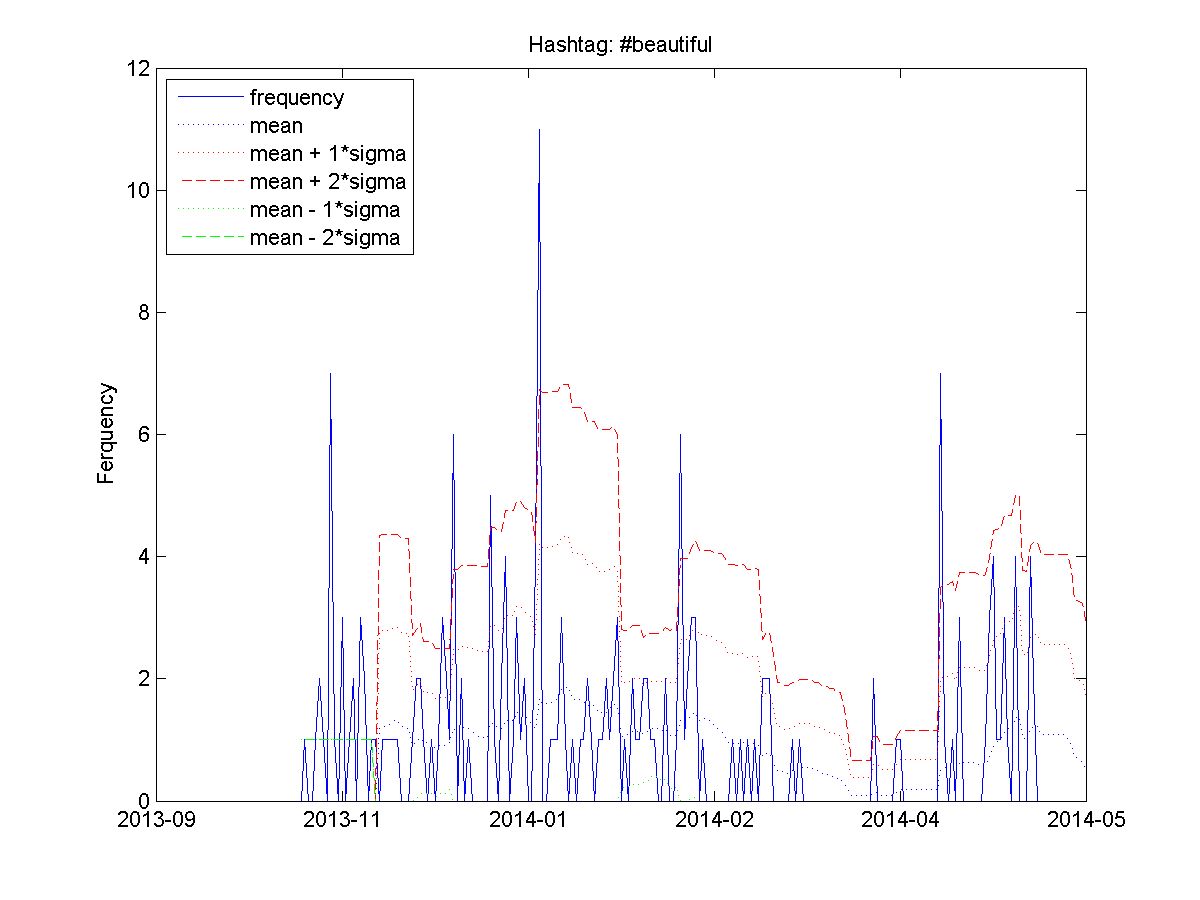 Hashtag: #beautiful
12
10
8
6
4
2
0
Ferquency
frequency
mean
mean + 1*sigma
mean + 2*sigma
mean - 1*sigma
mean - 2*sigma
2013-09 2013-11 2014-01 2014-02 2014-04 2014-05